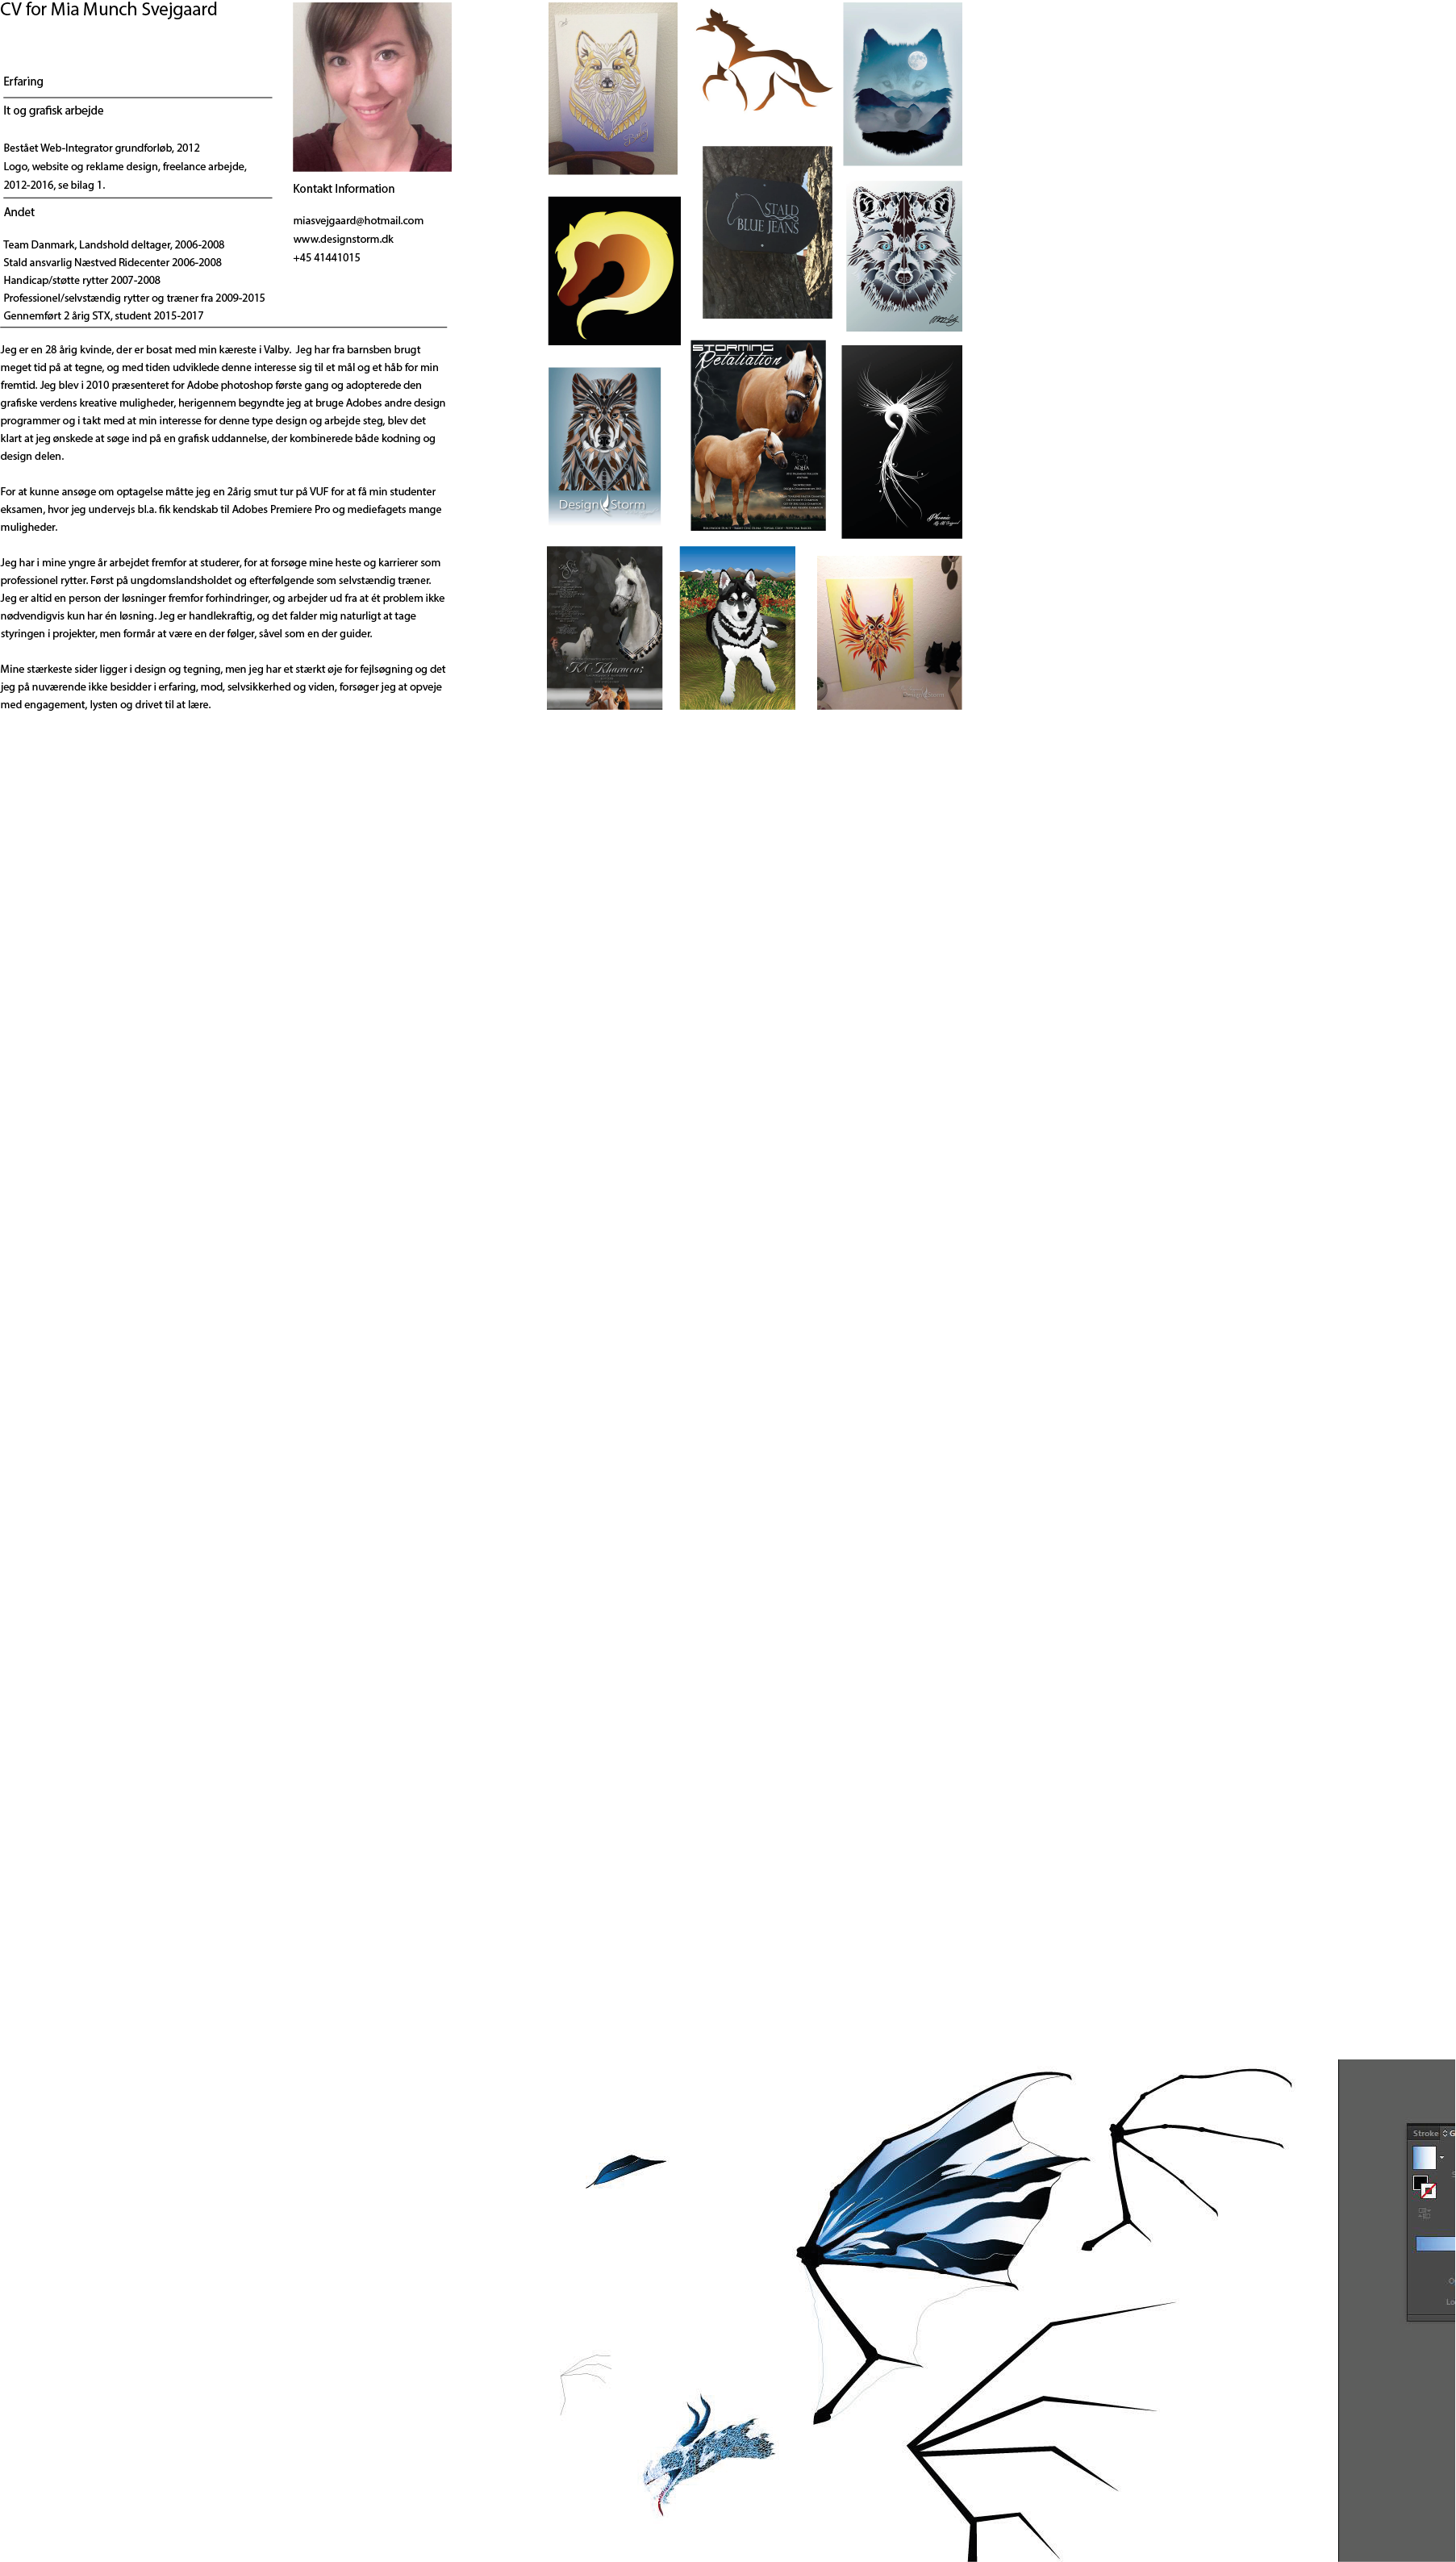 CV for Mia Munch Svejgaard
Erfaring
It og grafisk arbejde
Bestået Web-Integrator grundforløb, 2012
Logo, website og reklame design, freelance arbejde,
2012-2016, se bilag 1.
Andet
Team Danmark, Landshold deltager, 2006-2008
Stald ansvarlig Næstved Ridecenter 2006-2008
Handicap/støtte rytter 2007-2008
Professionel/selvstændig rytter og træner fra 2009-2015
Gennemført 2 årig STX, student 2015-2017
Kontakt Information
miasvejgaard@hotmail.com
www.designstorm.dk
+45 41441015
Jeg er en 28 årig kvinde, der er bosat med min kæreste i Valby. Jeg har fra barnsben brugt
meget tid på at tegne, og med tiden udviklede denne interesse sig til et mål og et håb for min
fremtid. Jeg blev i 2010 præsenteret for Adobe photoshop første gang og adopterede den
grafiske verdens kreative muligheder, herigennem begyndte jeg at bruge Adobes andre design
programmer og i takt med at min interesse for denne type design og arbejde steg, blev det
klart at jeg ønskede at søge ind på en grafisk uddannelse, der kombinerede både kodning og
design delen.
For at kunne ansøge om optagelse måtte jeg en 2årig smut tur på VUF for at få min studenter
eksamen, hvor jeg undervejs bl.a. fik kendskab til Adobes Premiere Pro og mediefagets mange
muligheder.
Jeg har i mine yngre år arbejdet fremfor at studerer, for at forsøge mine heste og karrierer som
professionel rytter. Først på ungdomslandsholdet og efterfølgende som selvstændig træner.
Jeg er altid en person der løsninger fremfor forhindringer, og arbejder ud fra at ét problem ikke
nødvendigvis kun har én løsning. Jeg er handlekraftig, og det falder mig naturligt at tage
styringen i projekter, men formår at være en der følger, såvel som en der guider.
Mine stærkeste sider ligger i design og tegning, men jeg har et stærkt øje for fejlsøgning og det
jeg på nuværende ikke besidder i erfaring, mod, selvsikkerhed og viden, forsøger jeg at opveje
med engagement, lysten og drivet til at lære.
STALD
BLUE JEANS
STORMING
Retaliation
AQHA
Design Storm
Phoenix
KA Kharneens
Stroke
G